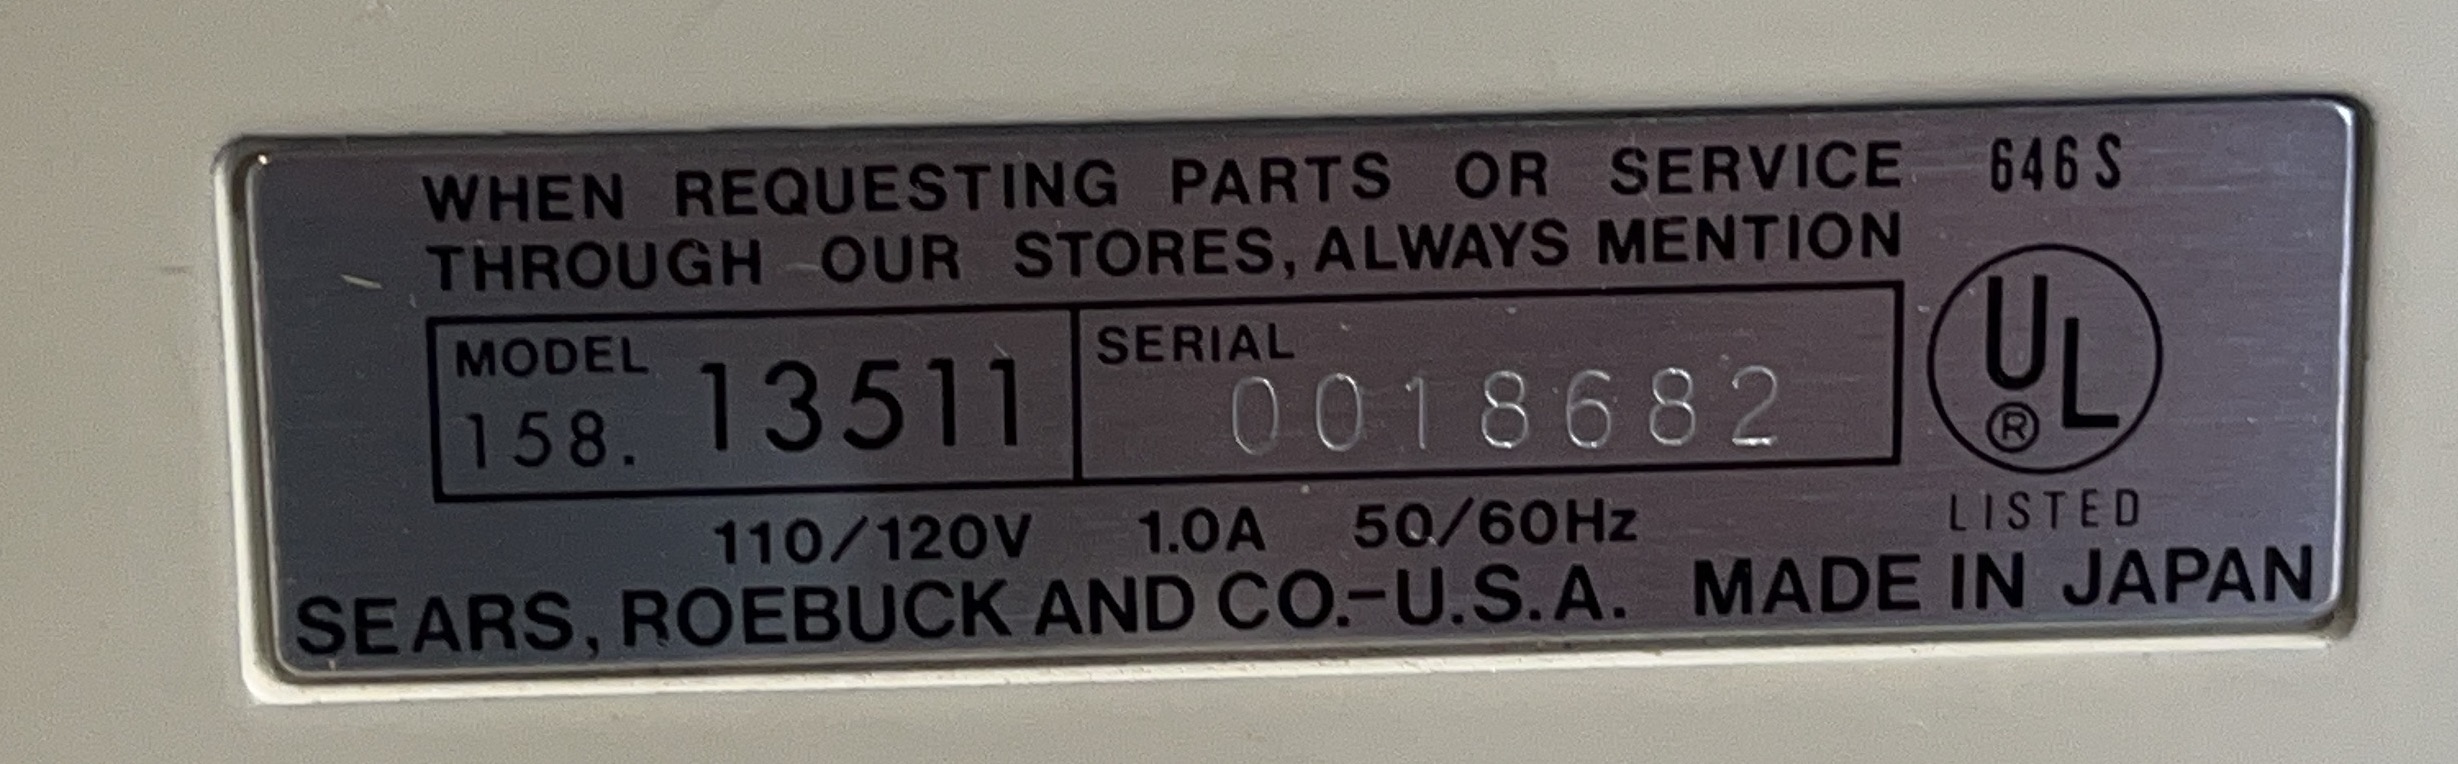 WHEN REQUESTING PARTS OR SERVICE 646 S
THROUGH OUR STORES, ALWAYS MENTION
MODEL 158. 13511
SERIAL 0018682
UL ®
LISTED
110/120V 1.0A 50/60Hz
SEARS, ROEBUCK AND CO.-U.S.A. MADE IN JAPAN